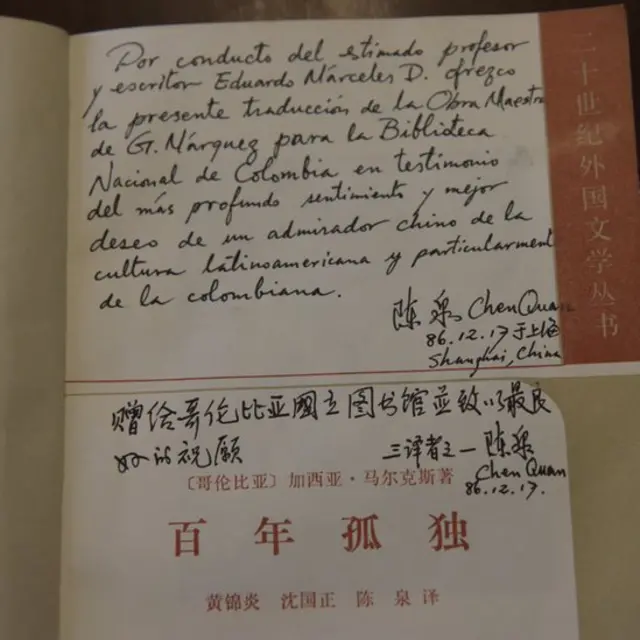 Por conducto del estimado profesor
y escritor Eduardo Márceles D. ofrezco
la presente traducción de la Obra Maestra
de G. Márquez para la Biblioteca
Nacional de Colombia en testimonio
del más profundo sentimiento y mejor
deseo de un admirador chino de la
cultura latinoamericana y particularment
de la colombiana.
陈泉 Chen Quan
86.12.17于上海
Shanghai, China
二十世纪外国文学丛书
赠给哥伦比亚國立图书馆並致以最良
好的祝愿
三译者之一 陈泉
Chen Quan
86.12.17.
〔哥伦比亚〕加西亚·马尔克斯著
百年孤独
黄锦炎 沈国正 陈泉 译